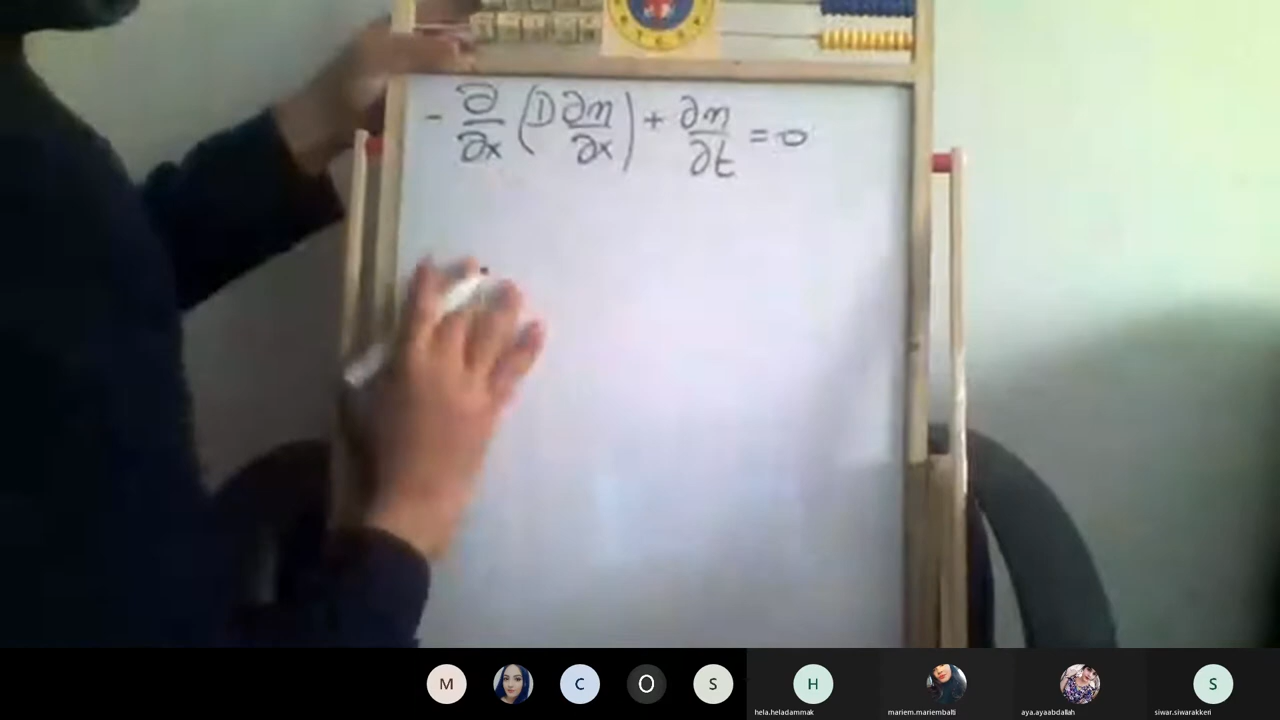 - ∂/∂x (D ∂n/∂x) + ∂n/∂t = 0
M
C
O
S
H
S
hela.heladammak
mariem.mariembalti
aya.ayaabdallah
siwar.siwarakkeri